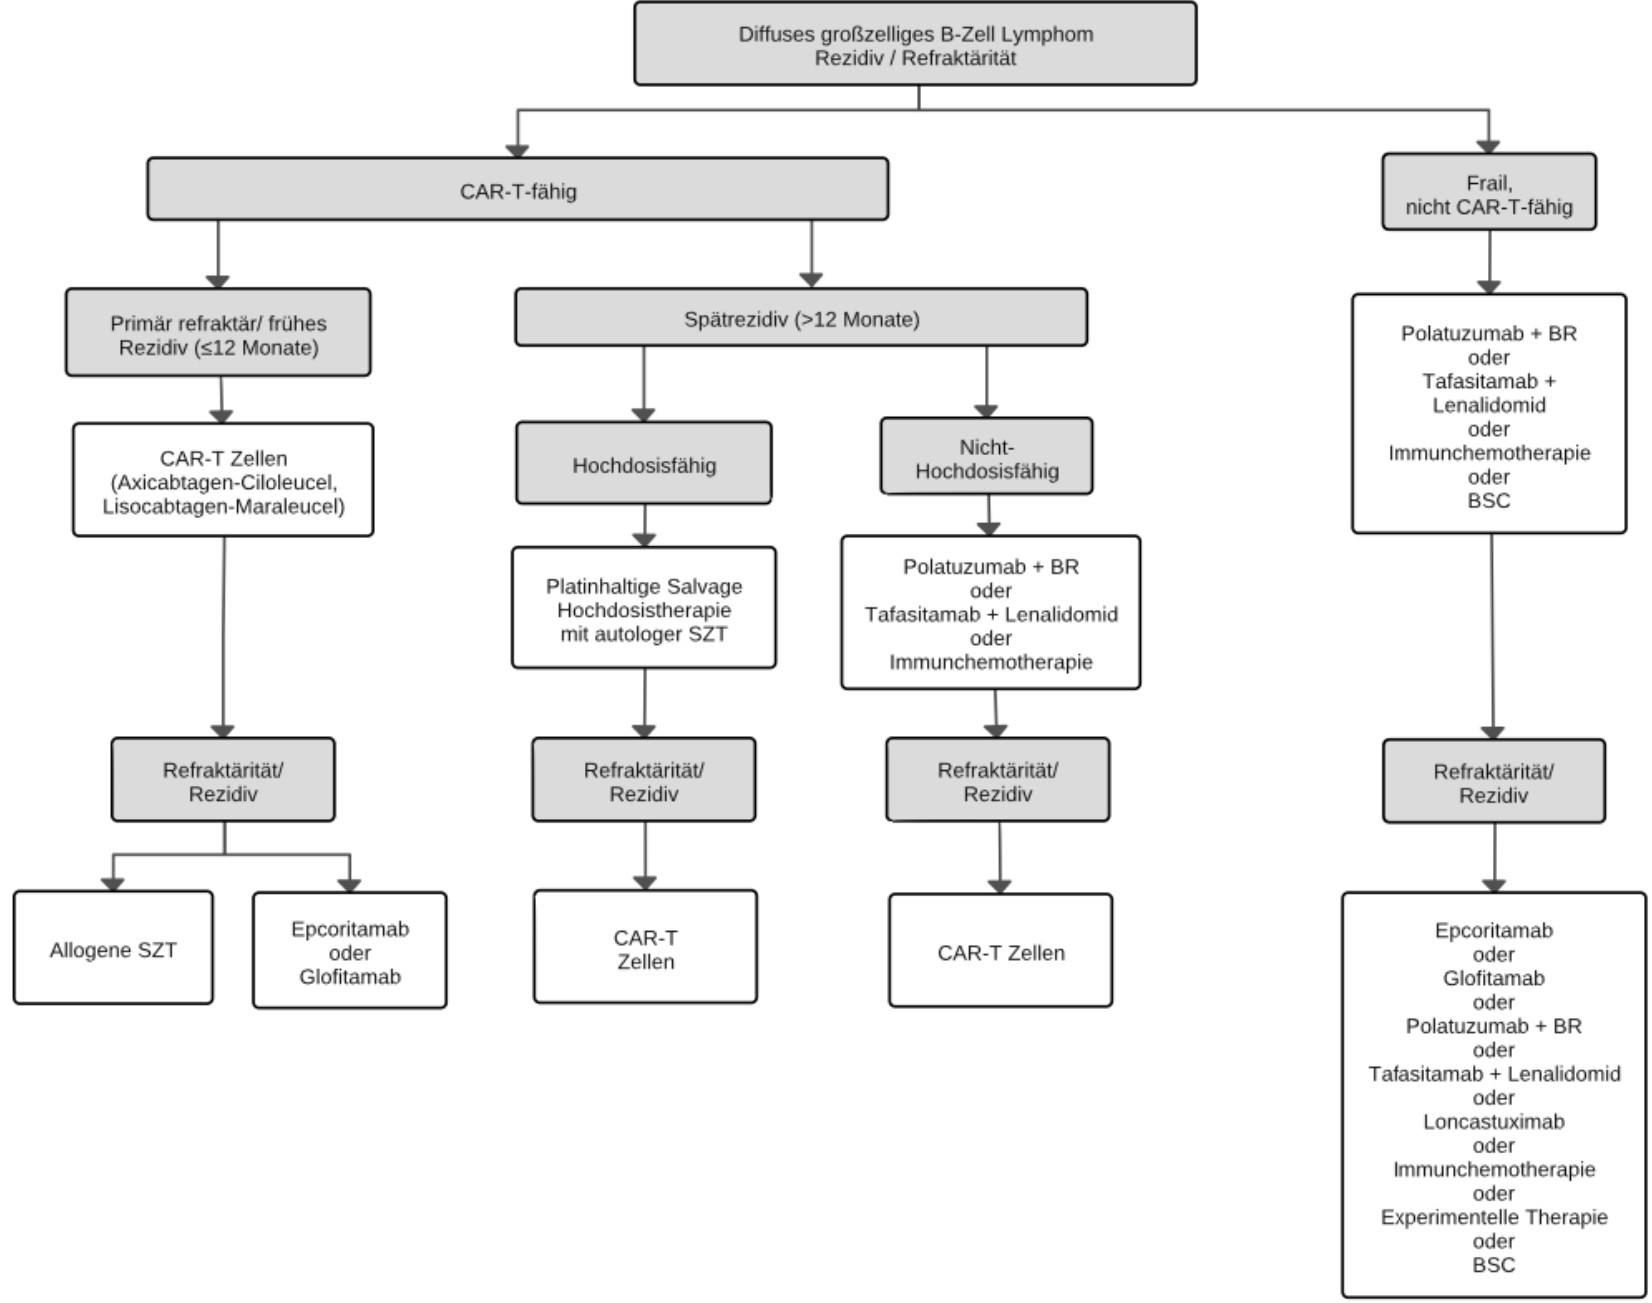 Diffuses großzelliges B-Zell Lymphom
Rezidiv / Refraktärität
CAR-T-fähig
Frail,
nicht CAR-T-fähig
Primär refraktär/ frühes
Rezidiv (≤12 Monate)
Spätrezidiv (>12 Monate)
Polatuzumab + BR
oder
Tafasitamab +
Lenalidomid
oder
Immunchemotherapie
oder
BSC
CAR-T Zellen
(Axicabtagen-Ciloleucel,
Lisocabtagen-Maraleucel)
Hochdosisfähig
Nicht-
Hochdosisfähig
Platinhaltige Salvage
Hochdosistherapie
mit autologer SZT
Polatuzumab + BR
oder
Tafasitamab + Lenalidomid
oder
Immunchemotherapie
Refraktärität/
Rezidiv
Refraktärität/
Rezidiv
Refraktärität/
Rezidiv
Refraktärität/
Rezidiv
Allogene SZT
Epcoritamab
oder
Glofitamab
CAR-T
Zellen
CAR-T Zellen
Epcoritamab
oder
Glofitamab
oder
Polatuzumab + BR
oder
Tafasitamab + Lenalidomid
oder
Loncastuximab
oder
Immunchemotherapie
oder
Experimentelle Therapie
oder
BSC